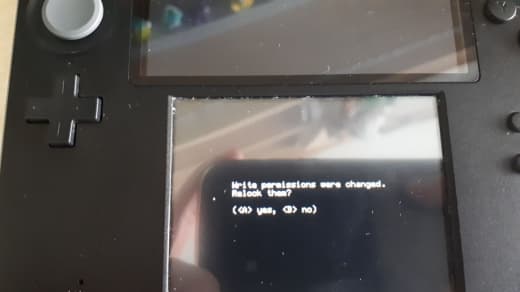 Write permissions were changed.
Relock them?
(<A> yes, <B> no)